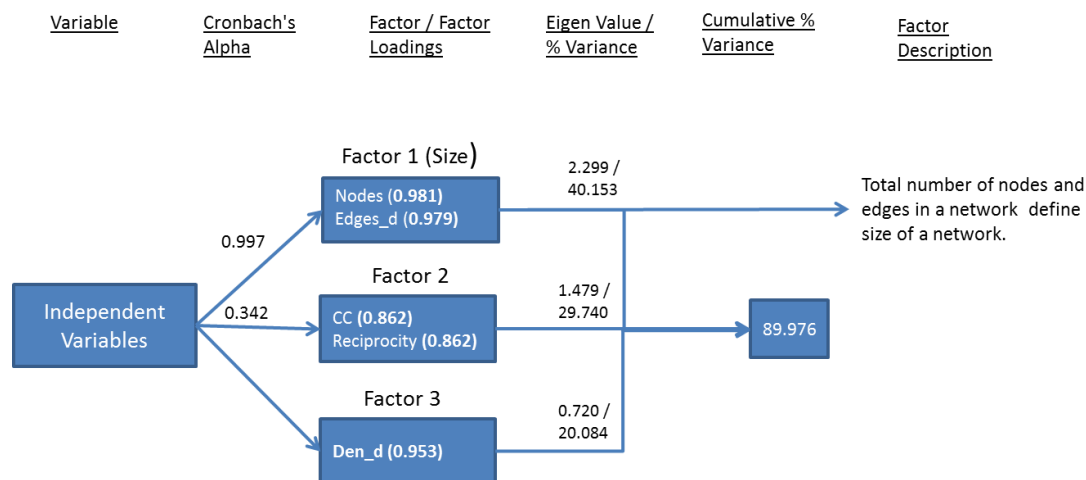 Variable
Cronbach's
Alpha
Factor / Factor
Loadings
Eigen Value /
% Variance
Cumulative %
Variance
Factor
Description
Factor 1 (Size)
Nodes (0.981)
Edges_d (0.979)
2.299 /
40.153
Total number of nodes and
edges in a network define
size of a network.
0.997
Independent
Variables
0.342
Factor 2
CC (0.862)
Reciprocity (0.862)
1.479 /
29.740
89.976
Factor 3
Den_d (0.953)
0.720 /
20.084